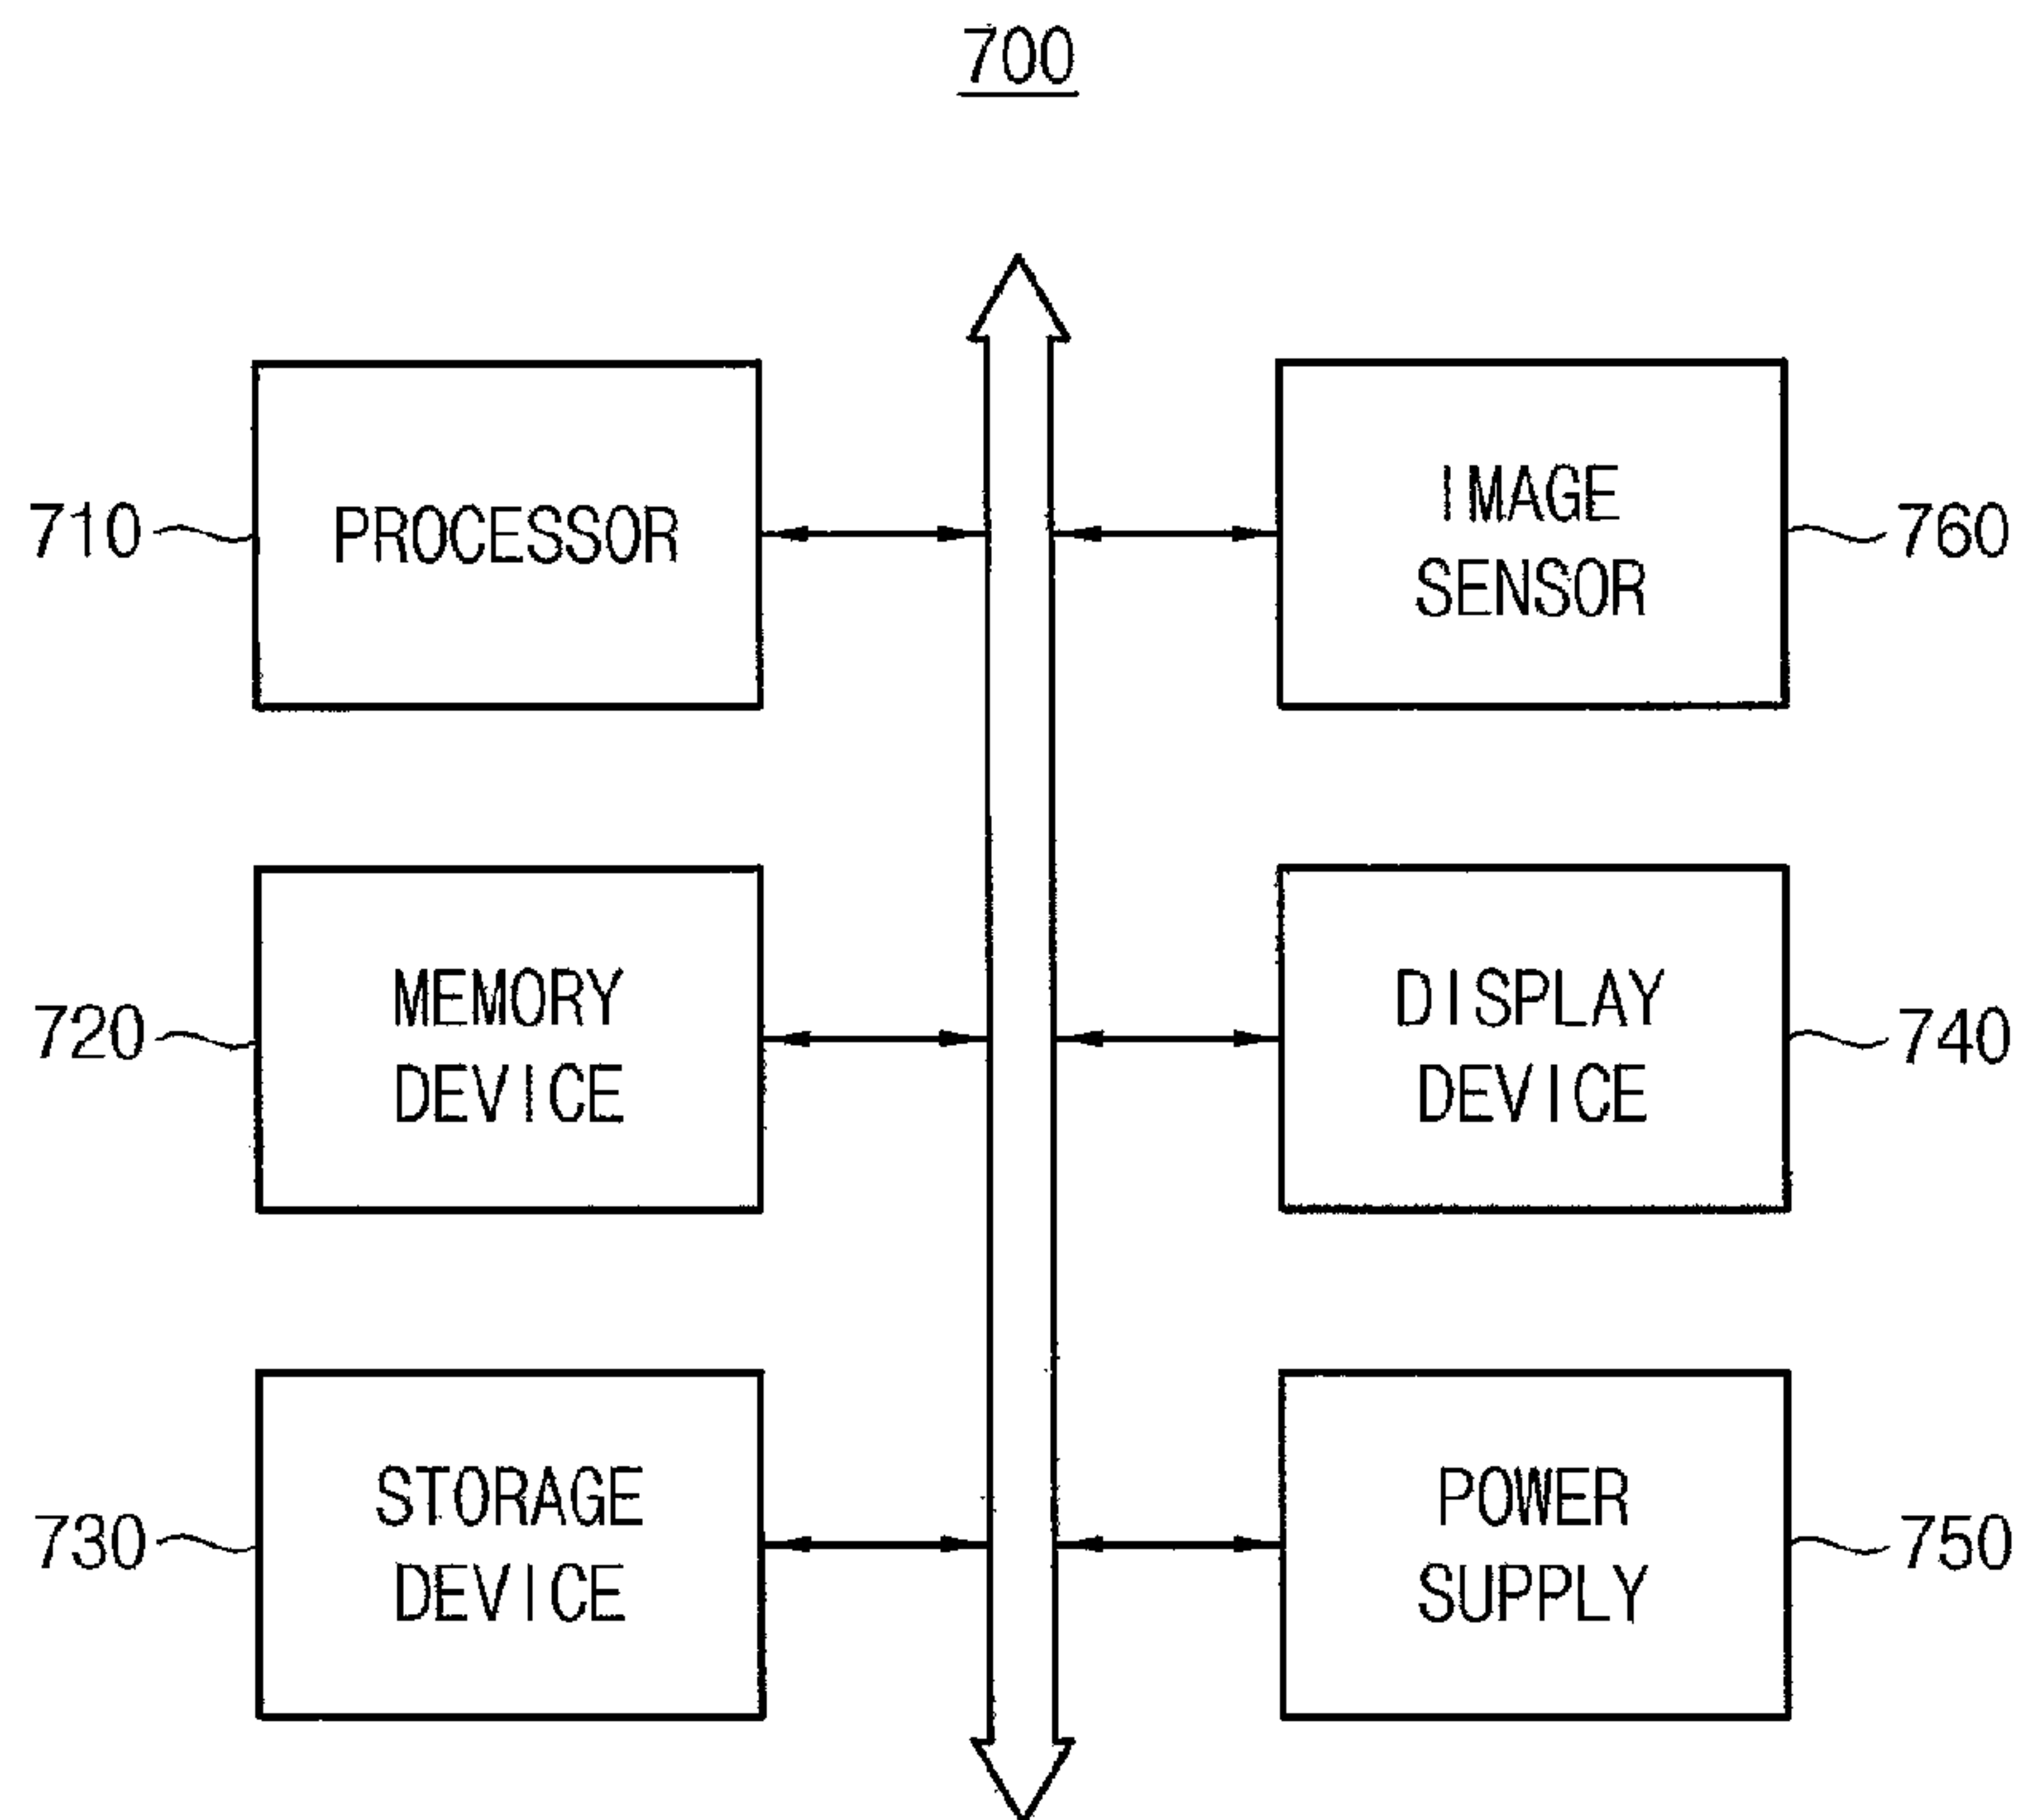 700
710
PROCESSOR
IMAGE
SENSOR
760
720
MEMORY
DEVICE
DISPLAY
DEVICE
740
730
STORAGE
DEVICE
POWER
SUPPLY
750